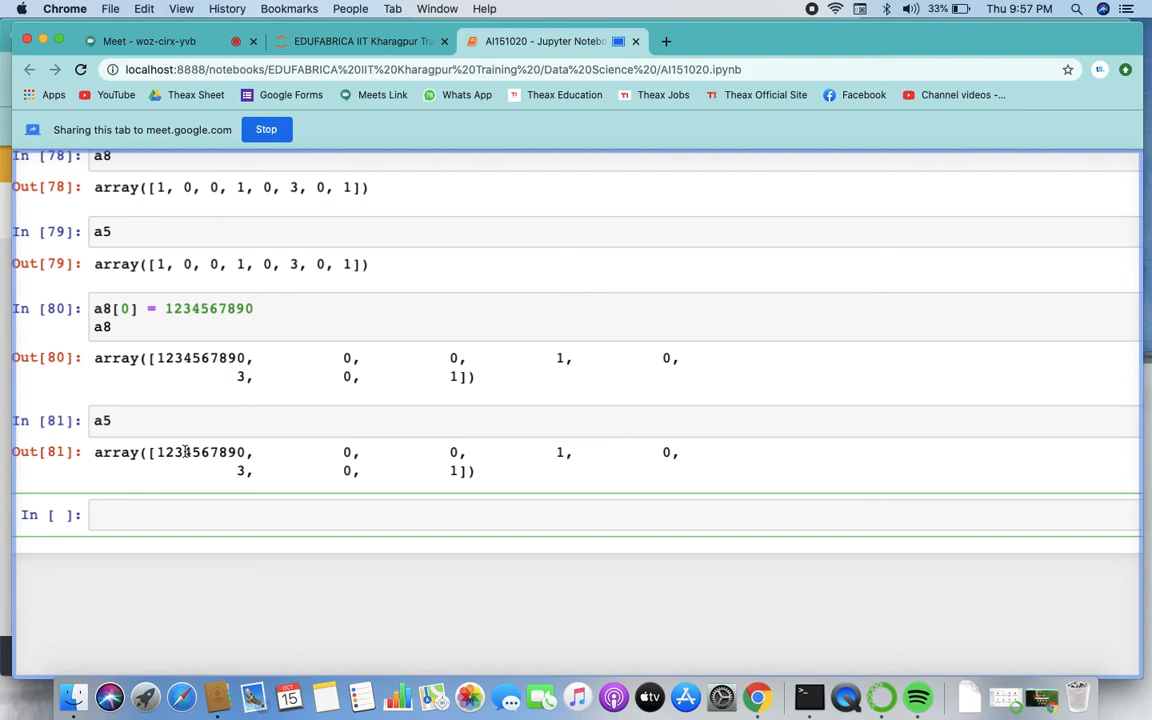 Chrome File Edit View History Bookmarks People Tab Window Help 33% Thu 9:57 PM
Meet - woz-cirx-yvb EDUFABRICA IIT Kharagpur Tra AI151020 - Jupyter Notebo
localhost:8888/notebooks/EDUFABRICA%20IIT%20Kharagpur%20Training%20/Data%20Science%20/AI151020.ipynb
Apps YouTube Theax Sheet Google Forms Meets Link Whats App Theax Education Theax Jobs Theax Official Site Facebook Channel videos -...
Sharing this tab to meet.google.com Stop
In [78]: a8
Out[78]: array([1, 0, 0, 1, 0, 3, 0, 1])
In [79]: a5
Out[79]: array([1, 0, 0, 1, 0, 3, 0, 1])
In [80]: a8[0] = 1234567890
a8
Out[80]: array([1234567890, 0, 0, 1, 0,
3, 0, 1])
In [81]: a5
Out[81]: array([1234567890, 0, 0, 1, 0,
3, 0, 1])
In [ ]: